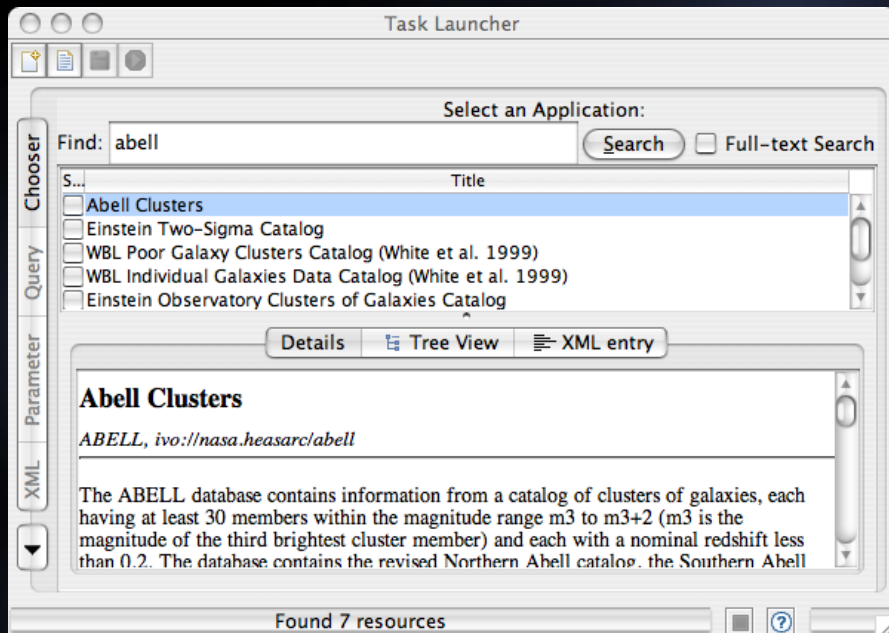 Task Launcher
Select an Application:
Find: abell Search Full-text Search
S... Title
Abell Clusters
Einstein Two-Sigma Catalog
WBL Poor Galaxy Clusters Catalog (White et al. 1999)
WBL Individual Galaxies Data Catalog (White et al. 1999)
Einstein Observatory Clusters of Galaxies Catalog
Chooser
Query
Parameter
XML
Details Tree View XML entry
Abell Clusters
ABELL, ivo://nasa.heasarc/abell
The ABELL database contains information from a catalog of clusters of galaxies, each
having at least 30 members within the magnitude range m3 to m3+2 (m3 is the
magnitude of the third brightest cluster member) and each with a nominal redshift less
than 0.2. The database contains the revised Northern Abell catalog, the Southern Abell
Found 7 resources